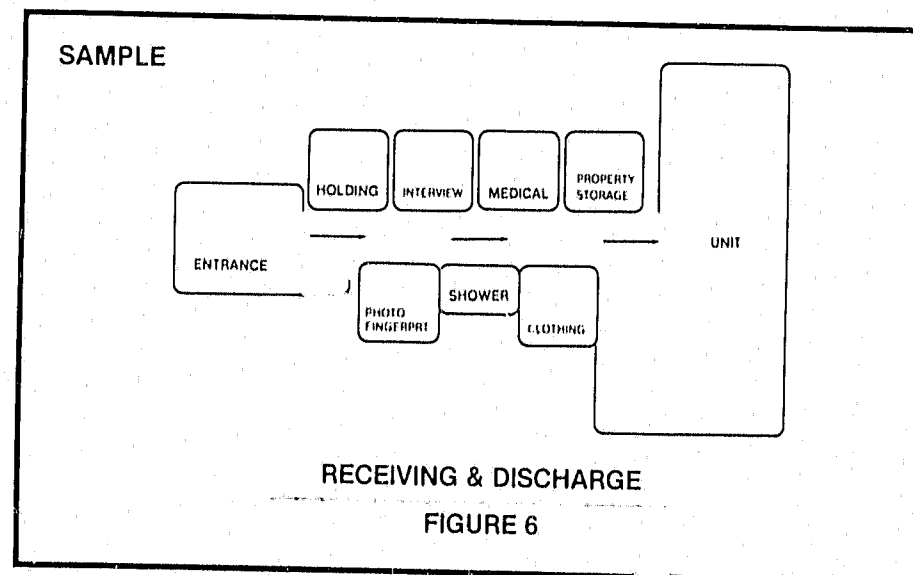 SAMPLE
HOLDING
INTERVIEW
MEDICAL
PROPERTY
STORAGE
ENTRANCE
UNIT
PHOTO
FINGERPRT
SHOWER
CLOTHING
RECEIVING & DISCHARGE
FIGURE 6